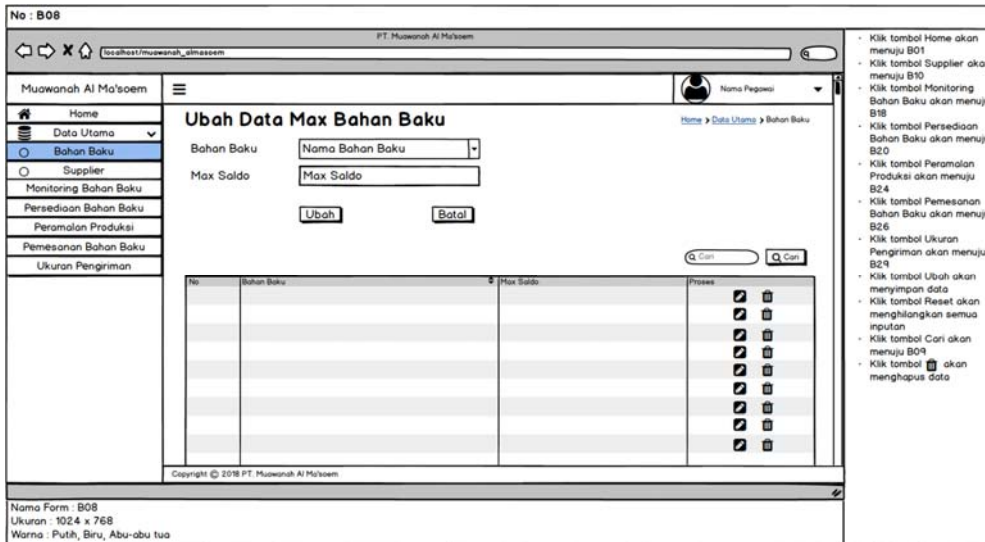 No : B08
PT. Muawanah Al Ma'soem
localhost/muawanah_almasoem
Muawanah Al Ma'soem
Nama Pegawai
Home
Data Utama
Bahan Baku
Supplier
Monitoring Bahan Baku
Persediaan Bahan Baku
Peramalan Produksi
Pemesanan Bahan Baku
Ukuran Pengiriman
Ubah Data Max Bahan Baku
Home > Data Utama > Bahan Baku
Bahan Baku
Nama Bahan Baku
Max Saldo
Max Saldo
Ubah
Batal
Cari
Cari
No
Bahan Baku
Max Saldo
Proses
Copyright © 2018 PT. Muawanah Al Ma'soem
Nama Form : B08
Ukuran : 1024 x 768
Warna : Putih, Biru, Abu-abu tua
- Klik tombol Home akan
menuju B01
- Klik tombol Supplier aka
menuju B10
- Klik tombol Monitoring
Bahan Baku akan menuj
B18
- Klik tombol Persediaan
Bahan Baku akan menuj
B20
- Klik tombol Peramalan
Produksi akan menuju
B24
- Klik tombol Pemesanan
Bahan Baku akan menuj
B26
- Klik tombol Ukuran
Pengiriman akan menuju
B29
- Klik tombol Ubah akan
menyimpan data
- Klik tombol Reset akan
menghilangkan semua
inputan
- Klik tombol Cari akan
menuju B09
- Klik tombol akan
menghapus data